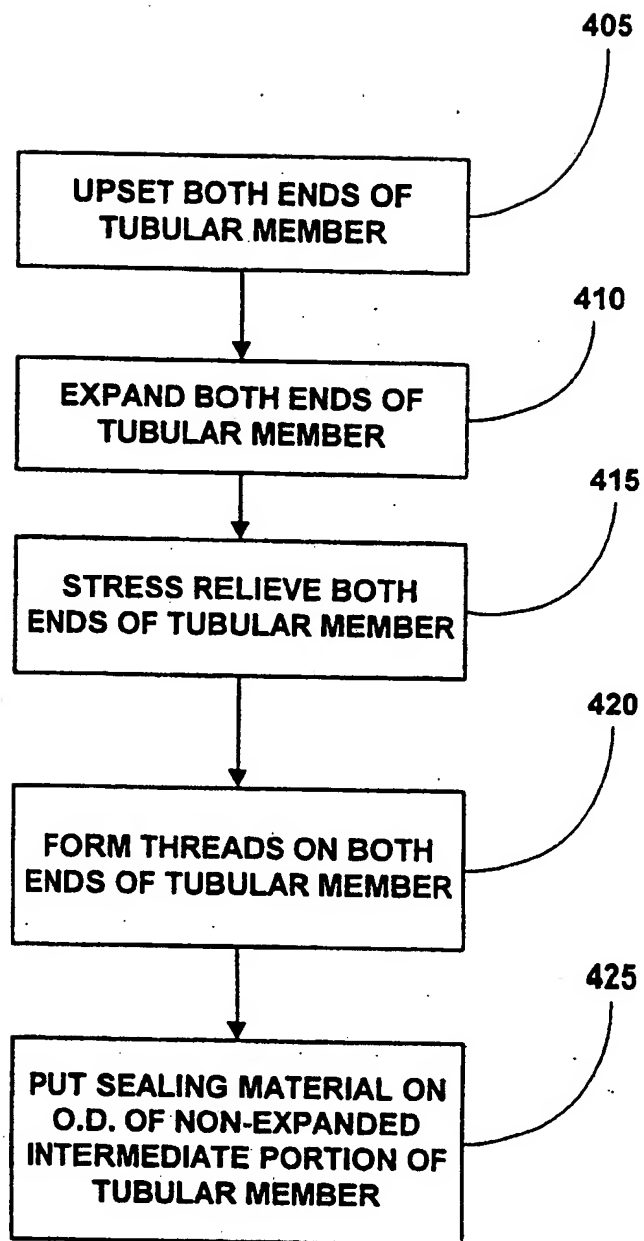 405
UPSET BOTH ENDS OF
TUBULAR MEMBER
410
EXPAND BOTH ENDS OF
TUBULAR MEMBER
415
STRESS RELIEVE BOTH
ENDS OF TUBULAR MEMBER
420
FORM THREADS ON BOTH
ENDS OF TUBULAR MEMBER
425
PUT SEALING MATERIAL ON
O.D. OF NON-EXPANDED
INTERMEDIATE PORTION OF
TUBULAR MEMBER